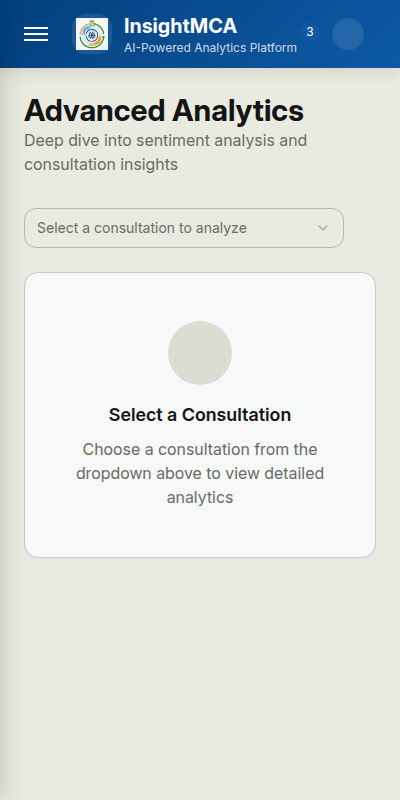 InsightMCA
AI-Powered Analytics Platform
3
Advanced Analytics
Deep dive into sentiment analysis and
consultation insights
Select a consultation to analyze
Select a Consultation
Choose a consultation from the
dropdown above to view detailed
analytics